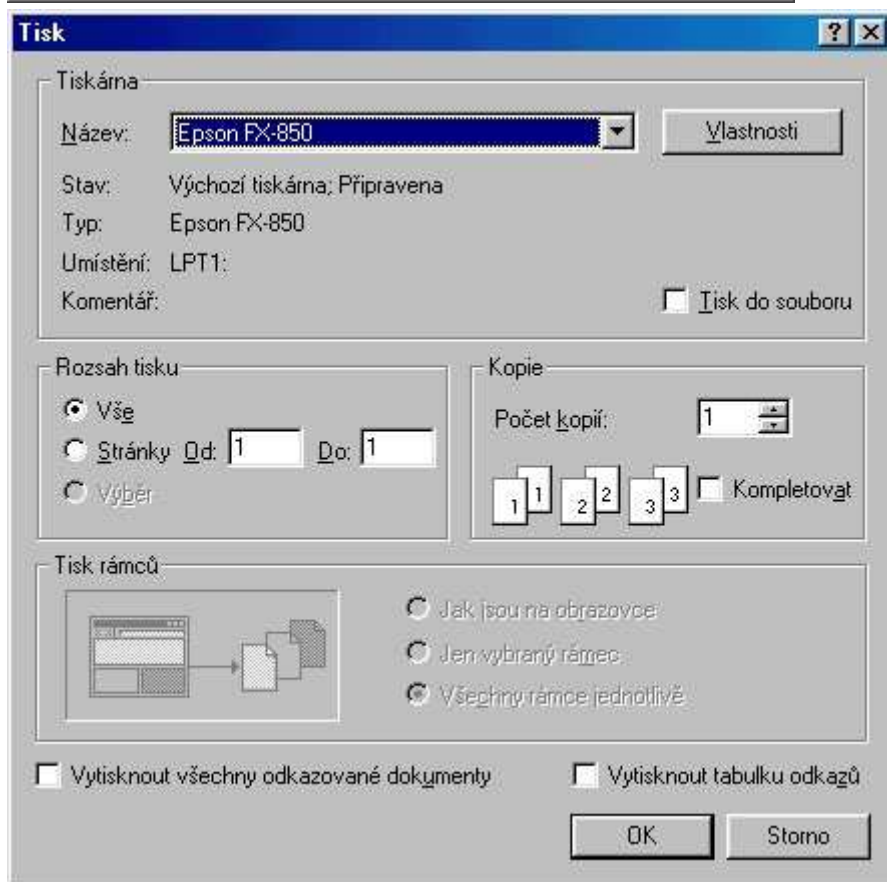 Tisk
Tiskárna
Název: Epson FX-850 Vlastnosti
Stav: Výchozí tiskárna; Připravena
Typ: Epson FX-850
Umístění: LPT1:
Komentář: Tisk do souboru
Rozsah tisku
Vše
Stránky Od: 1 Do: 1
Výběr
Kopie
Počet kopií: 1
1 1 2 2 3 3 Kompletovat
Tisk rámců
Jak jsou na obrazovce
Jen vybraný rámec
Všechny rámce jednotlivě
Vytisknout všechny odkazované dokumenty Vytisknout tabulku odkazů
OK Storno